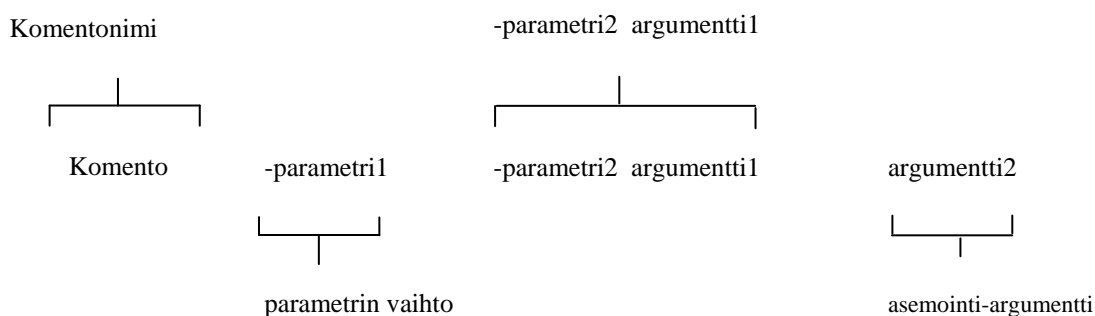 Komentonimi -parametri2 argumentti1
Komento -parametri1 -parametri2 argumentti1 argumentti2
parametrin vaihto asemointi-argumentti